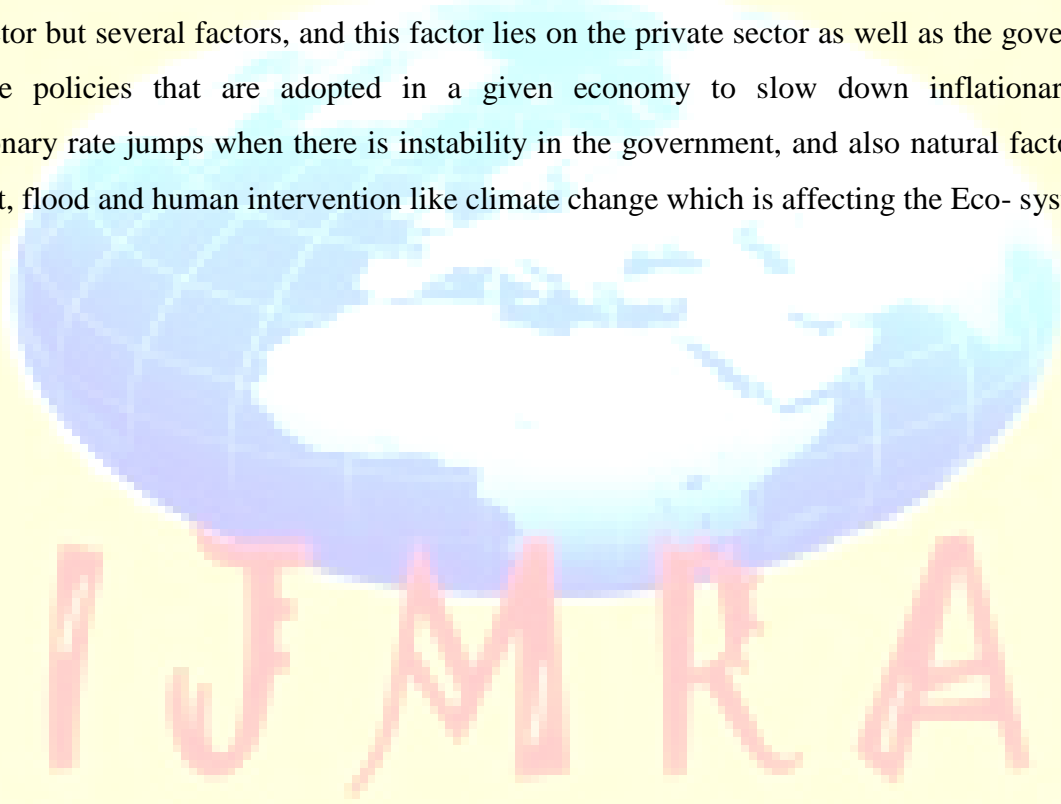 tor but several factors, and this factor lies on the private sector as well as the gove
e policies that are adopted in a given economy to slow down inflationar
nary rate jumps when there is instability in the government, and also natural facto
t, flood and human intervention like climate change which is affecting the Eco- sys
IJMRA